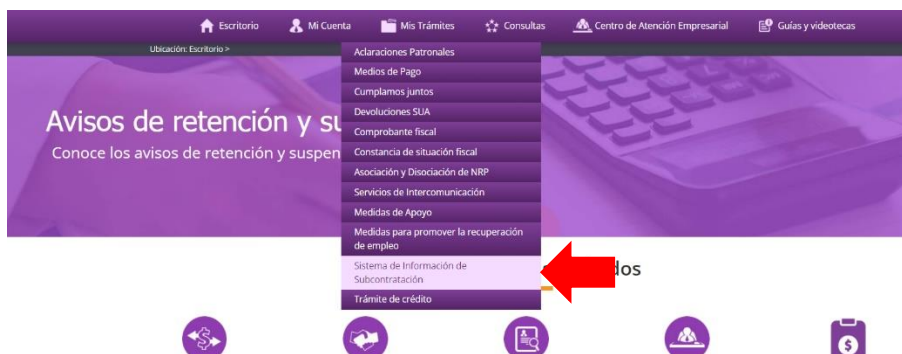 Escritorio Mi Cuenta Mis Trámites Consultas Centro de Atención Empresarial Guías y videotecas
Ubicación: Escritorio >
Aclaraciones Patronales
Medios de Pago
Cumplamos juntos
Devoluciones SUA
Comprobante fiscal
Constancia de situación fiscal
Asociación y Disociación de NRP
Servicios de Intercomunicación
Medidas de Apoyo
Medidas para promover la recuperación
de empleo
Sistema de Información de
Subcontratación
Trámite de crédito
Avisos de retención y su
Conoce los avisos de retención y suspen
dos